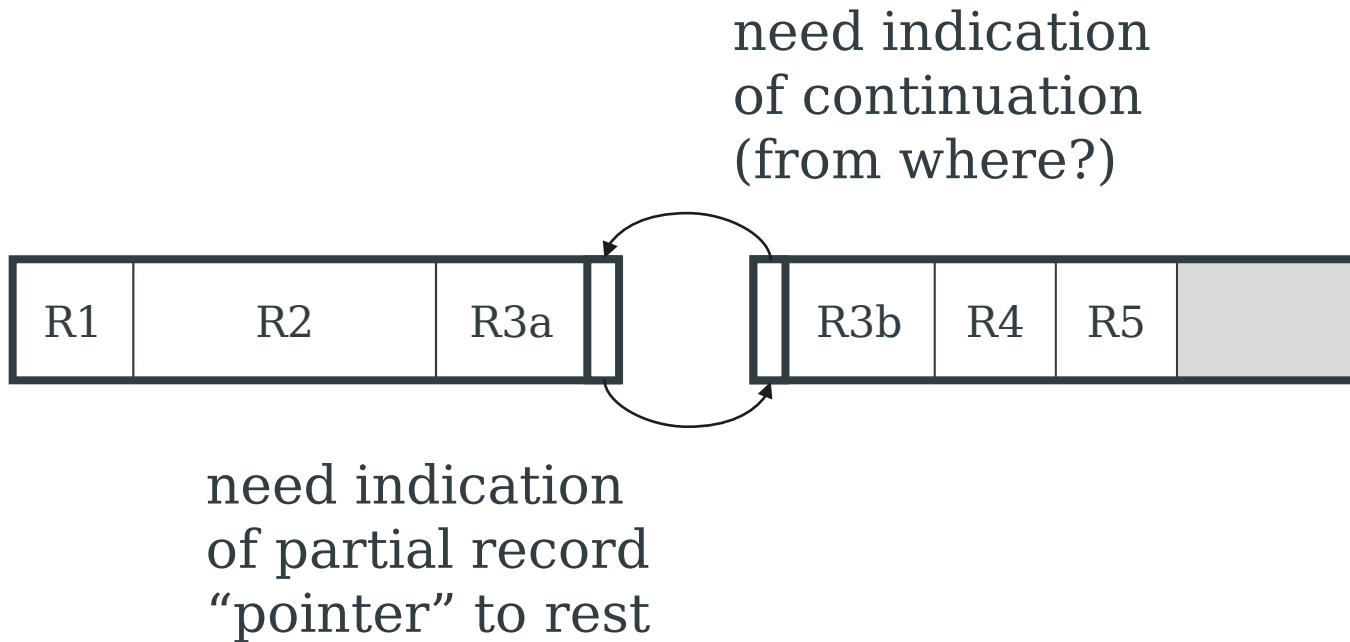 need indication
of continuation
(from where?)
R1 R2 R3a R3b R4 R5
need indication
of partial record
“pointer” to rest